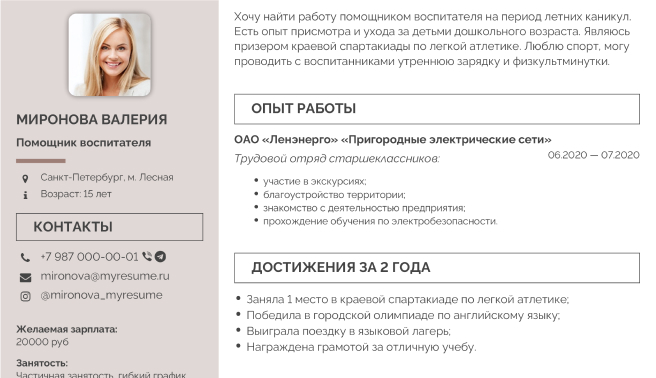 МИРОНОВА ВАЛЕРИЯ
Помощник воспитателя
Санкт-Петербург, м. Лесная
Возраст: 15 лет
КОНТАКТЫ
+7 987 000-00-01
mironova@myresume.ru
@mironova_myresume
Желаемая зарплата:
20000 руб
Занятость:
Частичная занятость, гибкий график
Хочу найти работу помощником воспитателя на период летних каникул.
Есть опыт присмотра и ухода за детьми дошкольного возраста. Являюсь
призером краевой спартакиады по легкой атлетике. Люблю спорт, могу
проводить с воспитанниками утреннюю зарядку и физкультминутки.
ОПЫТ РАБОТЫ
ОАО «Ленэнерго» «Пригородные электрические сети»
Трудовой отряд старшеклассников: 06.2020 — 07.2020
• участие в экскурсиях;
• благоустройство территории;
• знакомство с деятельностью предприятия;
• прохождение обучения по электробезопасности.
ДОСТИЖЕНИЯ ЗА 2 ГОДА
• Заняла 1 место в краевой спартакиаде по легкой атлетике;
• Победила в городской олимпиаде по английскому языку;
• Выиграла поездку в языковой лагерь;
• Награждена грамотой за отличную учебу.